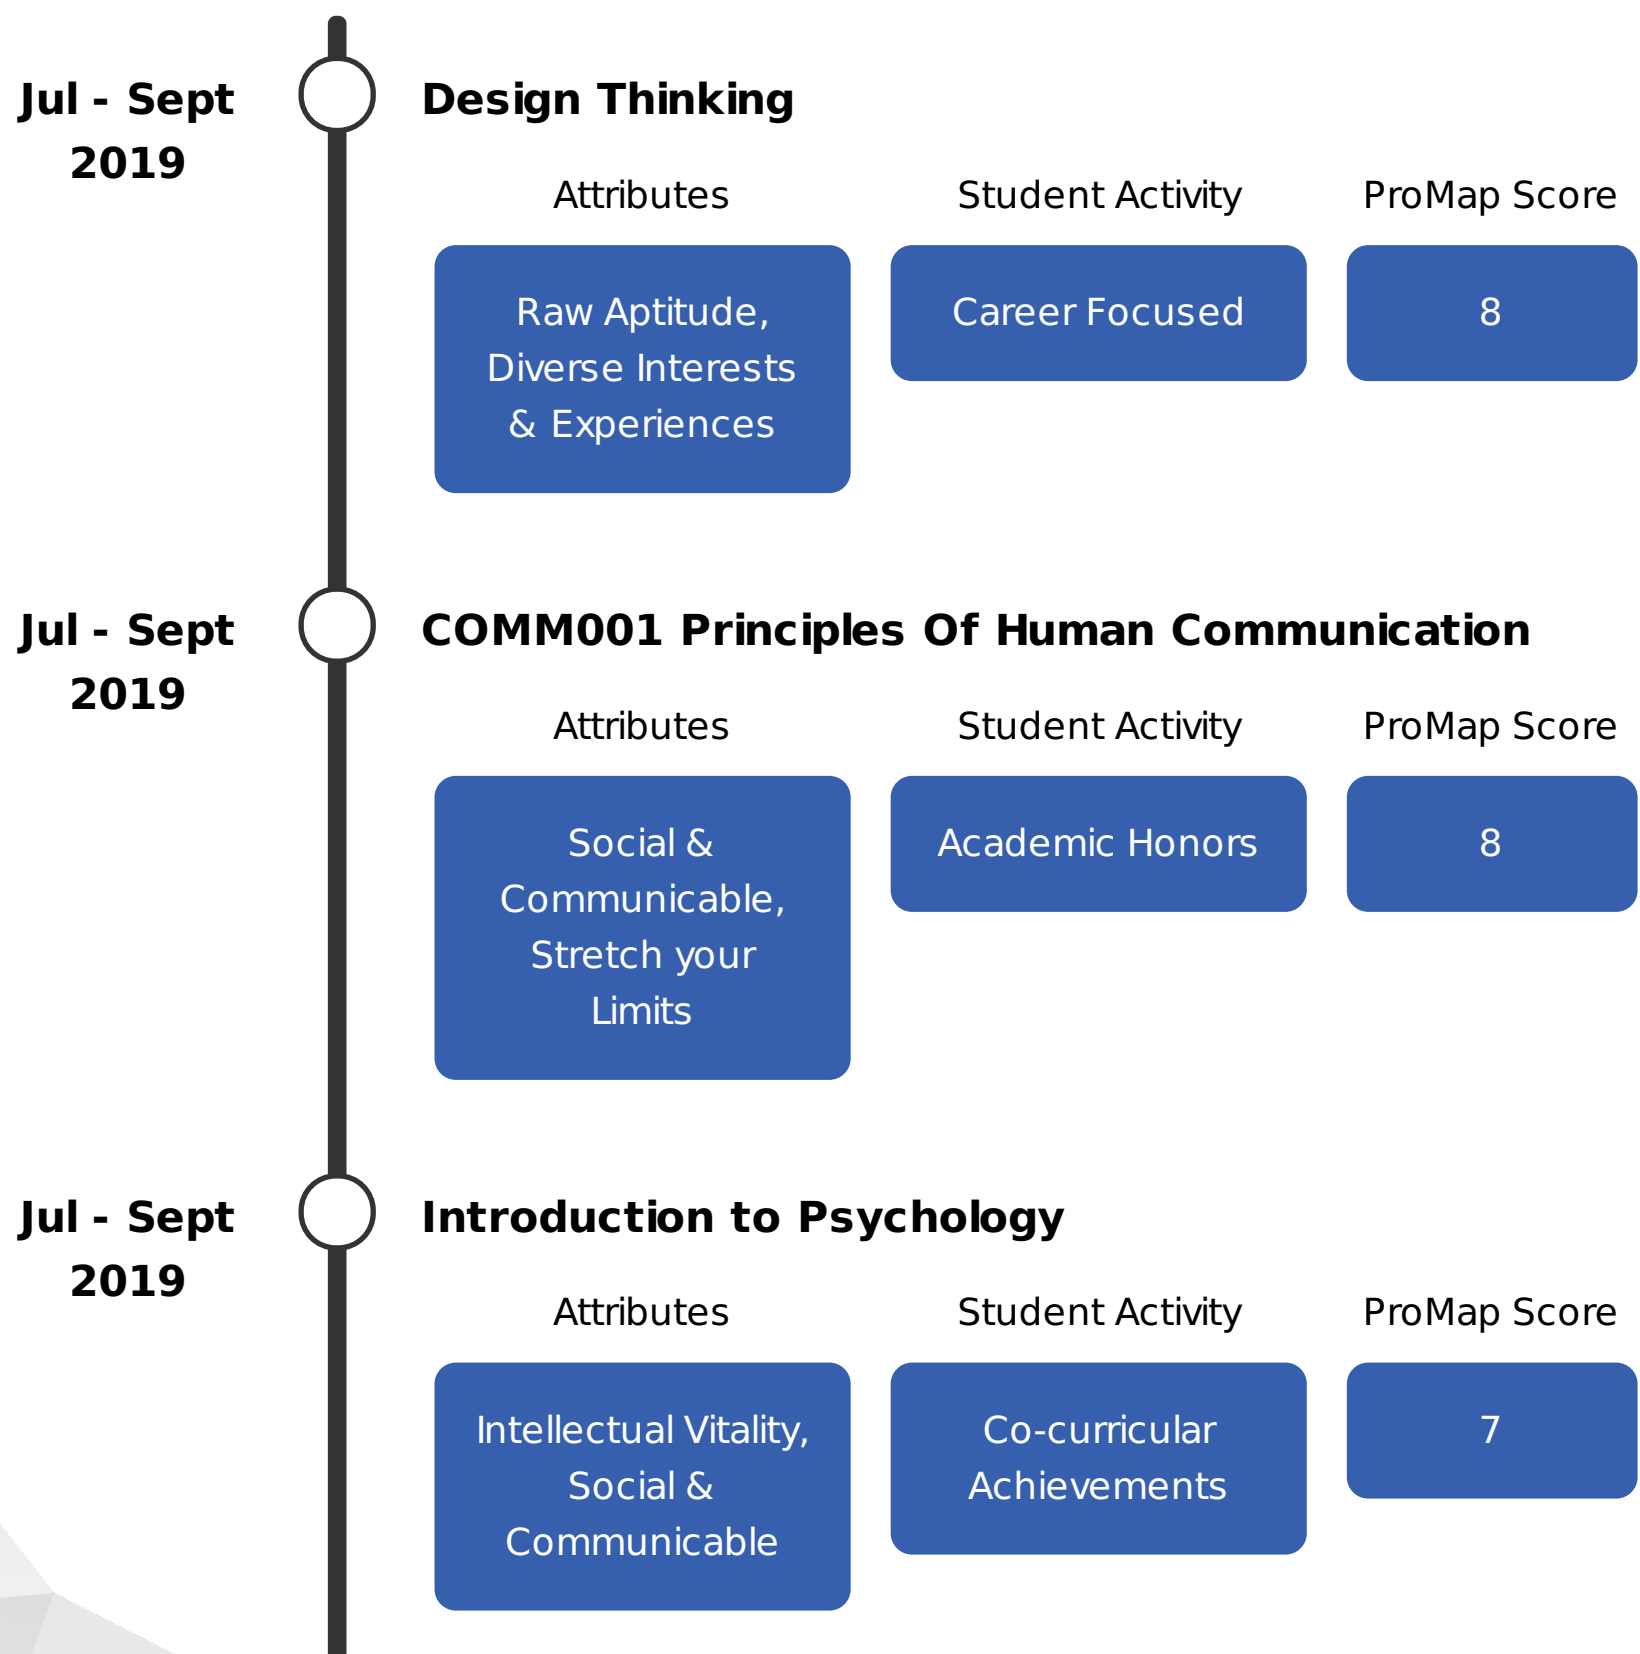 Jul - Sept
2019
Design Thinking
Attributes
Student Activity
ProMap Score
Raw Aptitude,
Diverse Interests
& Experiences
Career Focused
8
Jul - Sept
2019
COMM001 Principles Of Human Communication
Attributes
Student Activity
ProMap Score
Social &
Communicable,
Stretch your
Limits
Academic Honors
8
Jul - Sept
2019
Introduction to Psychology
Attributes
Student Activity
ProMap Score
Intellectual Vitality,
Social &
Communicable
Co-curricular
Achievements
7